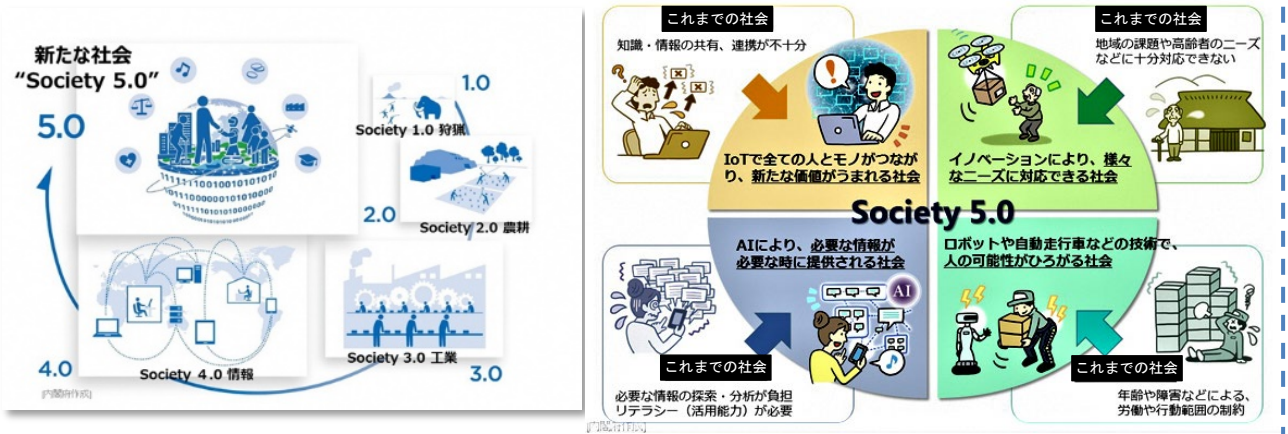 新たな社会
“Society 5.0”
5.0
1.0
Society 1.0 狩猟
2.0
Society 2.0 農耕
Society 3.0 工業
3.0
4.0
Society 4.0 情報
[内閣府作成]
これまでの社会
知識・情報の共有、連携が不十分
IoTで全ての人とモノがつなが
り、新たな価値がうまれる社会
これまでの社会
地域の課題や高齢者のニーズ
などに十分対応できない
イノベーションにより、様々
なニーズに対応できる社会
Society 5.0
AIにより、必要な情報が
必要な時に提供される社会
AI
これまでの社会
必要な情報の探索・分析が負担
リテラシー（活用能力）が必要
ロボットや自動走行車などの技術で、
人の可能性がひろがる社会
これまでの社会
年齢や障害などによる、
労働や行動範囲の制約
[内閣府作成]